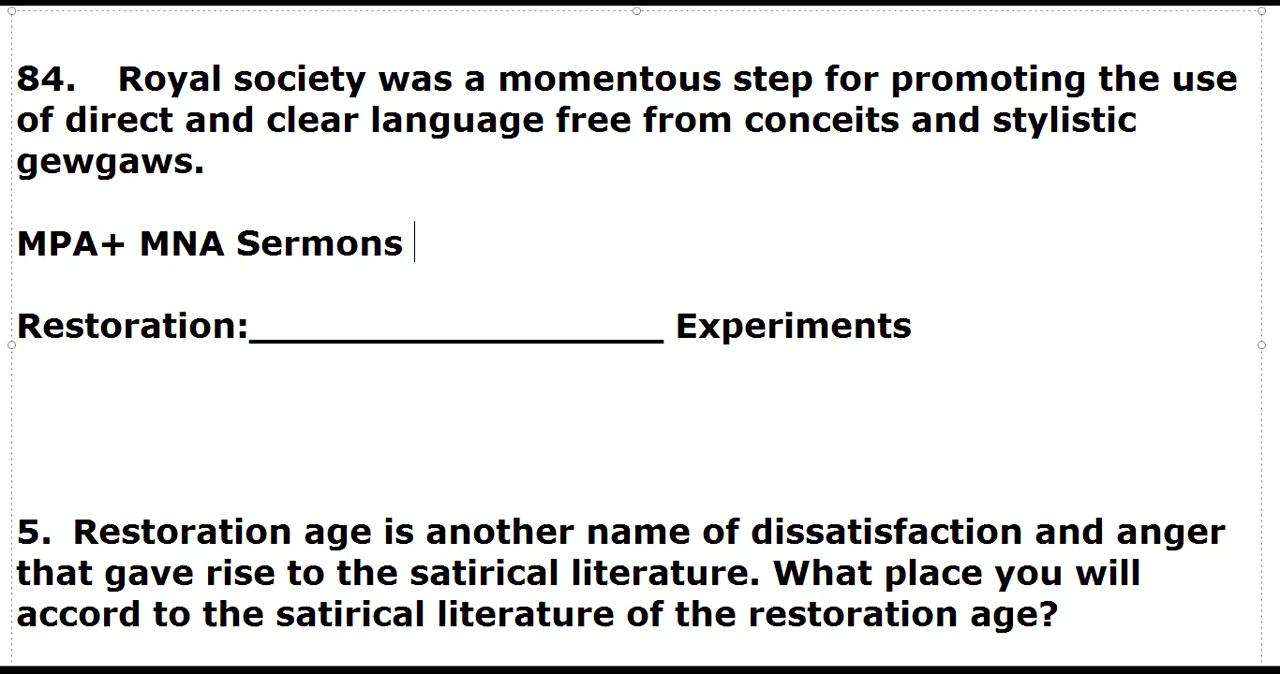 84. Royal society was a momentous step for promoting the use
of direct and clear language free from conceits and stylistic
gewgaws.
MPA+ MNA Sermons
Restoration:____________________ Experiments
5. Restoration age is another name of dissatisfaction and anger
that gave rise to the satirical literature. What place you will
accord to the satirical literature of the restoration age?